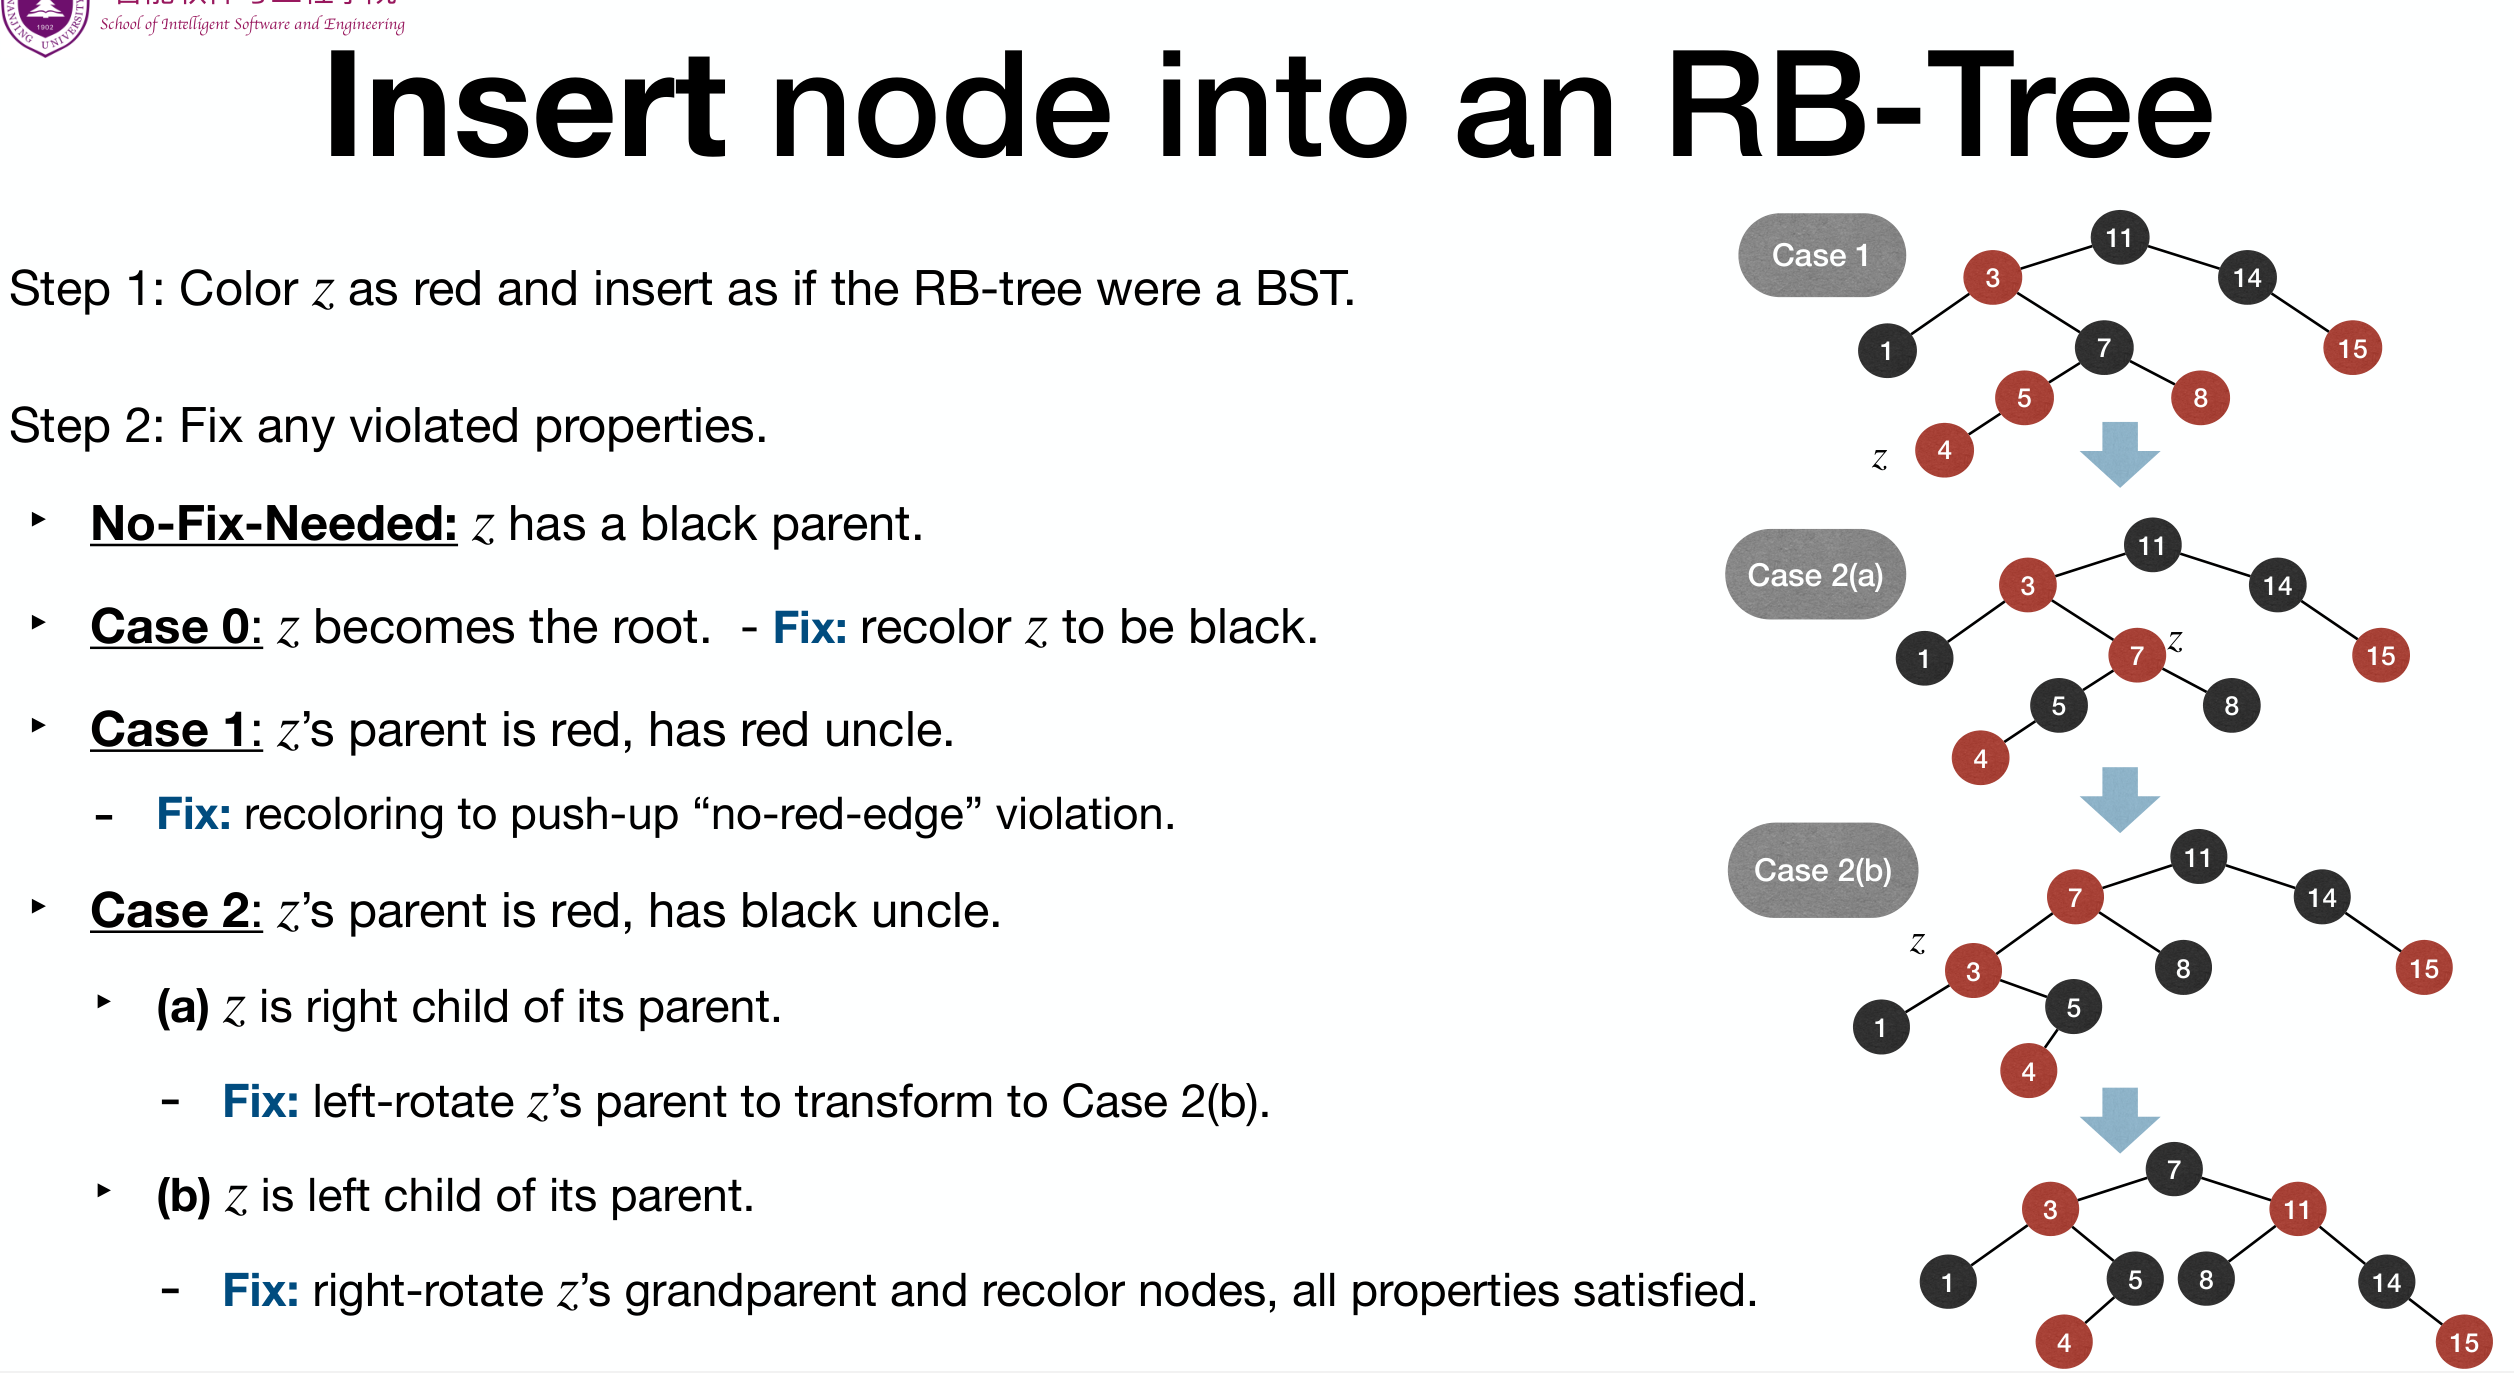 NANJING UNIVERSITY
1902
School of Intelligent Software and Engineering
Insert node into an RB-Tree
Step 1: Color z as red and insert as if the RB-tree were a BST.
Step 2: Fix any violated properties.
‣ No-Fix-Needed: z has a black parent.
‣ Case 0: z becomes the root. - Fix: recolor z to be black.
‣ Case 1: z’s parent is red, has red uncle.
- Fix: recoloring to push-up “no-red-edge” violation.
‣ Case 2: z’s parent is red, has black uncle.
‣ (a) z is right child of its parent.
- Fix: left-rotate z’s parent to transform to Case 2(b).
‣ (b) z is left child of its parent.
- Fix: right-rotate z’s grandparent and recolor nodes, all properties satisfied.
Case 1
11
3 14
1 7 15
5 8
z 4
Case 2(a)
11
3 14
1 7 z 15
5 8
4
Case 2(b)
11
7 14
z
3 8 15
1 5
4
7
3 11
1 5 8 14
4 15